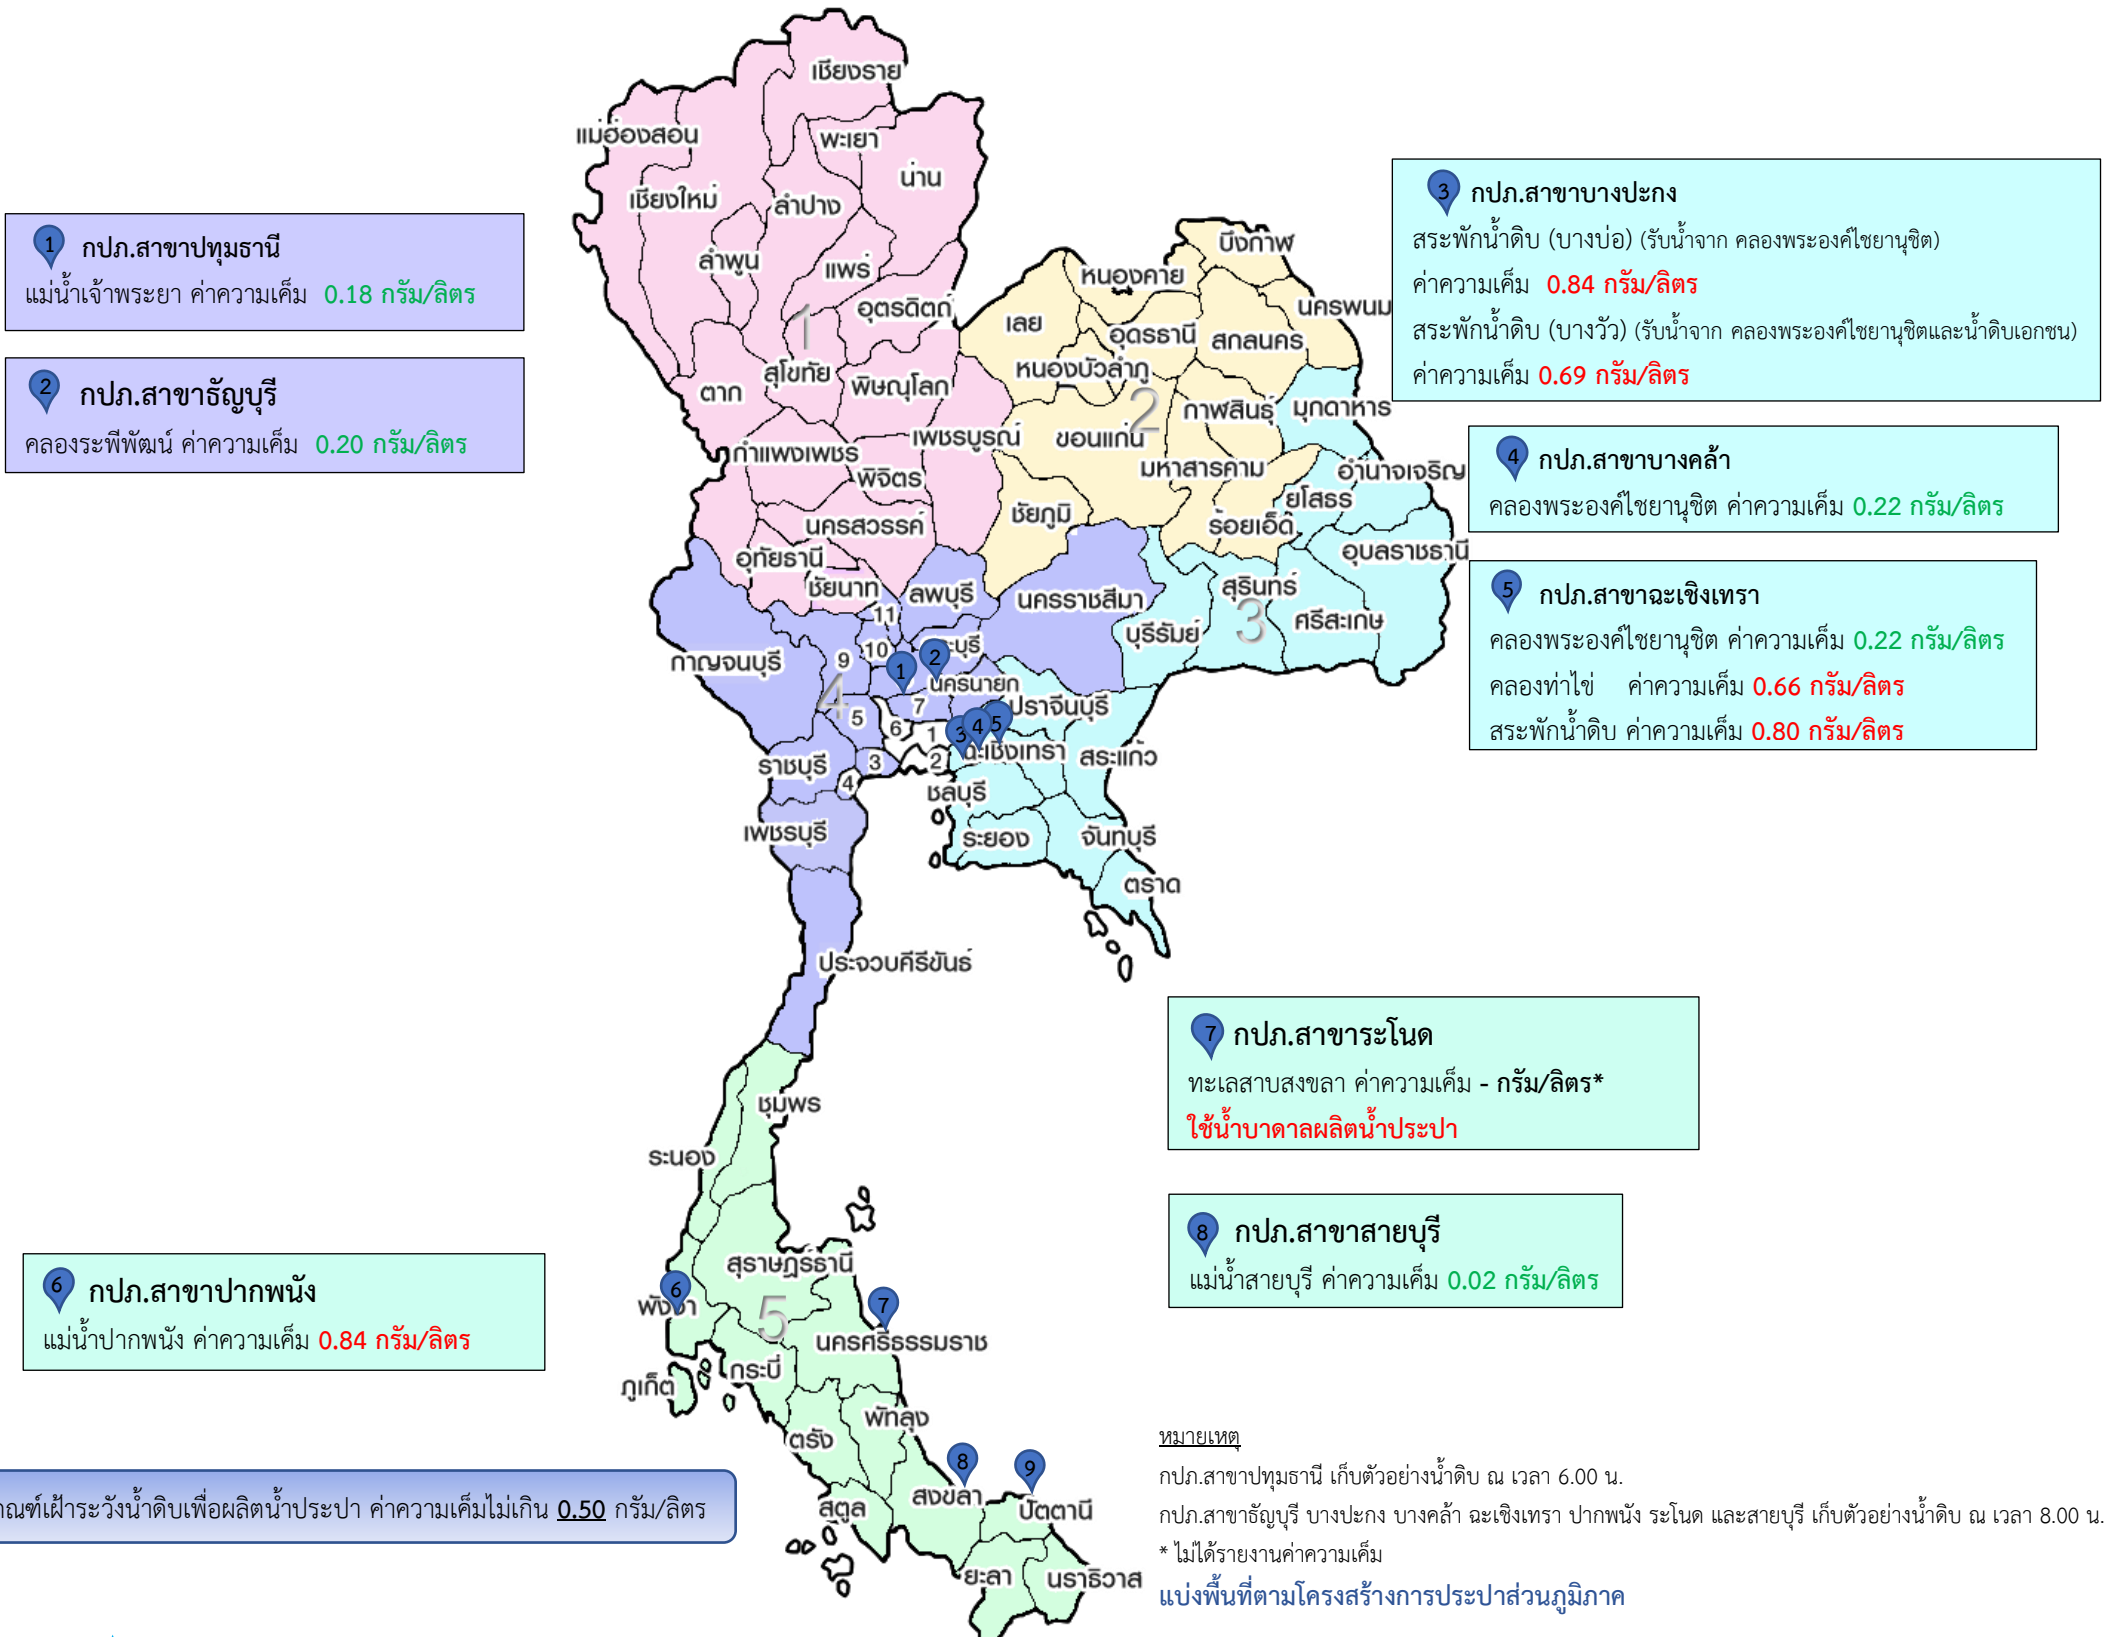 เชียงราย
แม่ฮ่องสอน
พะเยา
น่าน
เชียงใหม่
ลำปาง
ลำพูน
แพร่
อุตรดิตถ์
1
สุโขทัย
ตาก
พิษณุโลก
เพชรบูรณ์
กำแพงเพชร
พิจิตร
นครสวรรค์
อุทัยธานี
ชัยนาท
บึงกาฬ
หนองคาย
นครพนม
เลย
อุดรธานี
สกลนคร
หนองบัวลำภู
2
กาฬสินธุ์
มุกดาหาร
ขอนแก่น
มหาสารคาม
อำนาจเจริญ
ยโสธร
ชัยภูมิ
ร้อยเอ็ด
อุบลราชธานี
ลพบุรี
นครราชสีมา
สุรินทร์
บุรีรัมย์
3
ศรีสะเกษ
11
10
ะบุรี
กาญจนบุรี
9
4
1
2
นครนายก
7
5
6
1
ปราจีนบุรี
3
4
5
ฉะเชิงเทรา
สระแก้ว
ราชบุรี
3
2
4
ชลบุรี
เพชรบุรี
ระยอง
จันทบุรี
ตราด
ประจวบคีรีขันธ์
ชุมพร
ระนอง
สุราษฎร์ธานี
6
พังงา
5
7
นครศรีธรรมราช
กระบี่
ภูเก็ต
พัทลุง
ตรัง
8
9
สงขลา
สตูล
ปัตตานี
ยะลา
นราธิวาส
1 กปภ.สาขาปทุมธานี
แม่น้ำเจ้าพระยา ค่าความเค็ม 0.18 กรัม/ลิตร
2 กปภ.สาขาธัญบุรี
คลองระพีพัฒน์ ค่าความเค็ม 0.20 กรัม/ลิตร
3 กปภ.สาขาบางปะกง
สระพักน้ำดิบ (บางบ่อ) (รับน้ำจาก คลองพระองค์ไชยานุชิต)
ค่าความเค็ม 0.84 กรัม/ลิตร
สระพักน้ำดิบ (บางวัว) (รับน้ำจาก คลองพระองค์ไชยานุชิตและน้ำดิบเอกชน)
ค่าความเค็ม 0.69 กรัม/ลิตร
4 กปภ.สาขาบางคล้า
คลองพระองค์ไชยานุชิต ค่าความเค็ม 0.22 กรัม/ลิตร
5 กปภ.สาขาฉะเชิงเทรา
คลองพระองค์ไชยานุชิต ค่าความเค็ม 0.22 กรัม/ลิตร
คลองท่าไข่ ค่าความเค็ม 0.66 กรัม/ลิตร
สระพักน้ำดิบ ค่าความเค็ม 0.80 กรัม/ลิตร
7 กปภ.สาขาระโนด
ทะเลสาบสงขลา ค่าความเค็ม - กรัม/ลิตร*
ใช้น้ำบาดาลผลิตน้ำประปา
8 กปภ.สาขาสายบุรี
แม่น้ำสายบุรี ค่าความเค็ม 0.02 กรัม/ลิตร
6 กปภ.สาขาปากพนัง
แม่น้ำปากพนัง ค่าความเค็ม 0.84 กรัม/ลิตร
ณฑ์เฝ้าระวังน้ำดิบเพื่อผลิตน้ำประปา ค่าความเค็มไม่เกิน 0.50 กรัม/ลิตร
หมายเหตุ
กปภ.สาขาปทุมธานี เก็บตัวอย่างน้ำดิบ ณ เวลา 6.00 น.
กปภ.สาขาธัญบุรี บางปะกง บางคล้า ฉะเชิงเทรา ปากพนัง ระโนด และสายบุรี เก็บตัวอย่างน้ำดิบ ณ เวลา 8.00 น.
* ไม่ได้รายงานค่าความเค็ม
แบ่งพื้นที่ตามโครงสร้างการประปาส่วนภูมิภาค